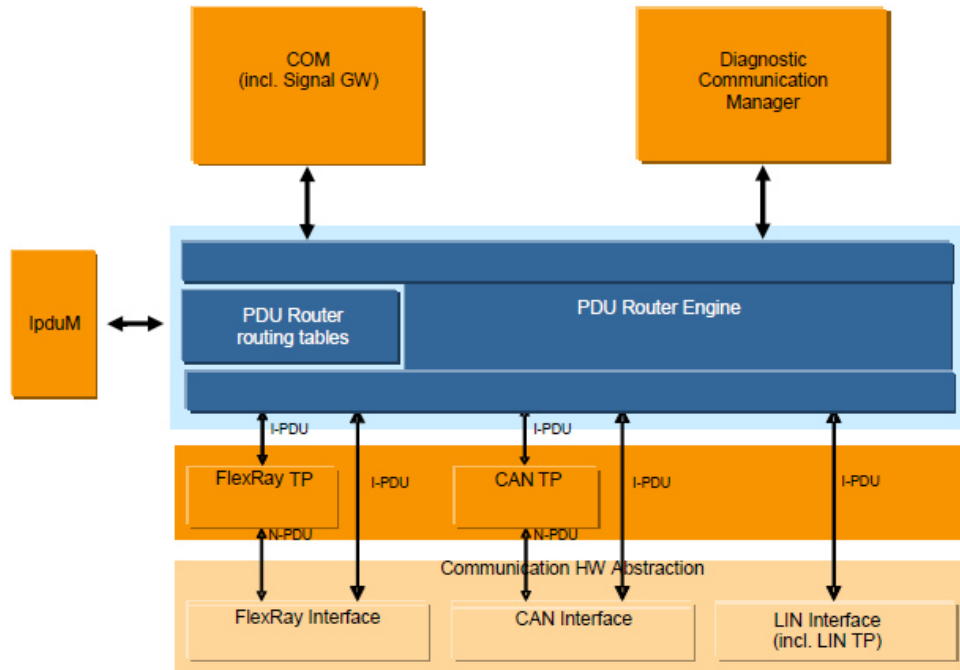 COM
(incl. Signal GW)
Diagnostic
Communication
Manager
IpduM
PDU Router
routing tables
PDU Router Engine
I-PDU
I-PDU
FlexRay TP
I-PDU
CAN TP
I-PDU
I-PDU
N-PDU
N-PDU
Communication HW Abstraction
FlexRay Interface
CAN Interface
LIN Interface
(incl. LIN TP)